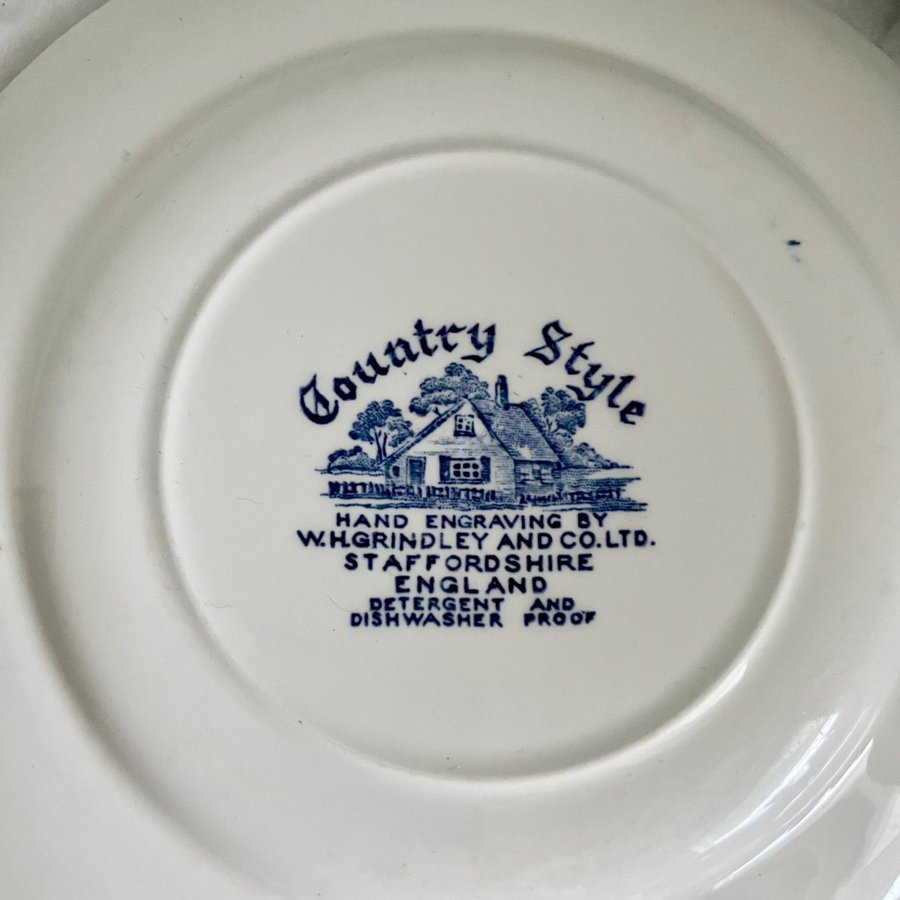 Country Style
HAND ENGRAVING BY
W.H.GRINDLEY AND CO.LTD.
STAFFORDSHIRE
ENGLAND
DETERGENT AND
DISHWASHER PROOF